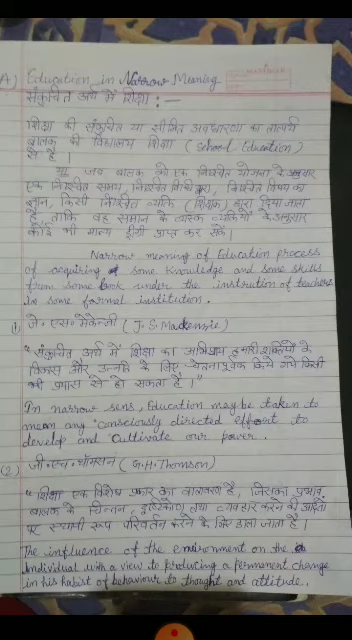 A) Education in Narrow Meaning
संकुचित अर्थ में शिक्षा : —
शिक्षा की संकुचित या सीमित अवधारणा का तात्पर्य
बालक की विद्यालय शिक्षा (School Education)
से है ।
जब बालक को एक निश्चित योजना के अनुसार
एक निश्चित समय, निश्चित विधि द्वारा, निश्चित विषय का
ज्ञान, किसी निश्चित व्यक्ति (शिक्षक) द्वारा दिया जाता
है, ताकि वह समाज के व्यक्तियों के अनुसार
कोई भी मान्य डिग्री प्राप्त कर सके।
Narrow meaning of Education process
of acquiring some Knowledge and some skills
from some book under the instrution of teachers
in some formal institution.
(1) जे. एस. मेकेन्जी (J.S. Mackenzie)
“संकुचित अर्थ में शिक्षा का अभिप्राय हमारी शक्तियों के
विकास और उन्नति के लिए चेतनापूर्वक किये गये किसी
भी प्रयास से हो सकता है।”
In narrow sens, Education may be taken to
mean any “consciously directed effort to
develop and cultivate our power.
(2) जी. एच. थॉमसन (G.H. Thomson)
“शिक्षा एक विशेष प्रकार का वातावरण है, जिसका प्रभाव
बालक के चिन्तन, दृष्टिकोण तथा व्यवहार करने की आदतों
पर स्थायी रूप परिवर्तन करने के लिए डाला जाता है।
The influence of the environment on the
individual with a view to producing a permanent change
in his habist of behaviour to thought and attitude.